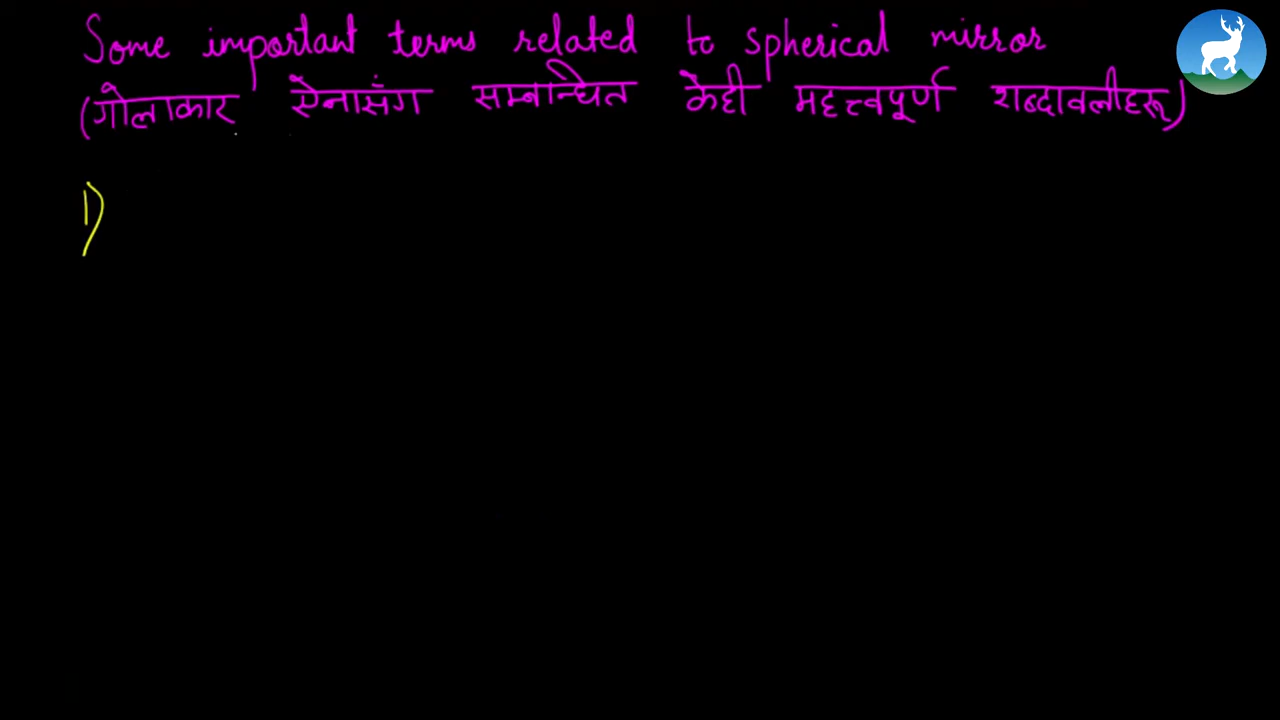 Some important terms related to spherical mirror
(गोलाकार ऐनासँग सम्बन्धित केही महत्त्वपूर्ण शब्दावलीहरू)
1)